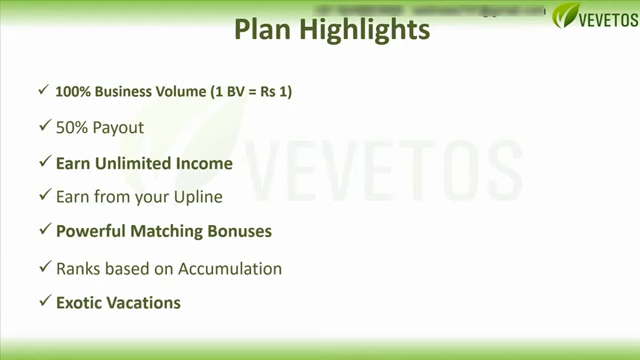 VEVETOS
Plan Highlights
100% Business Volume (1 BV = Rs 1)
50% Payout
Earn Unlimited Income
Earn from your Upline
Powerful Matching Bonuses
Ranks based on Accumulation
Exotic Vacations
VEVETOS